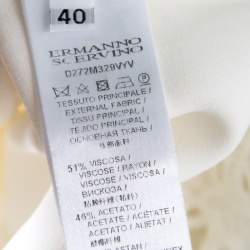 40
ERMANNO
SCERVINO
D272M329VYV
TESSUTO PRINCIPALE /
EXTERNAL FABRIC /
TISSU PRINCIPAL /
TEJIDO PRINCIPAL /
ОСНОВНАЯ ТКАНЬ /
51% VISCOSA /
VISCOSE / RAYON /
VISCOSE / VISCOSA /
ВИСКОЗА /
46% ACETATO /
ACETATE / ACÉTATE /
ACETATO / АЦЕТАТ /